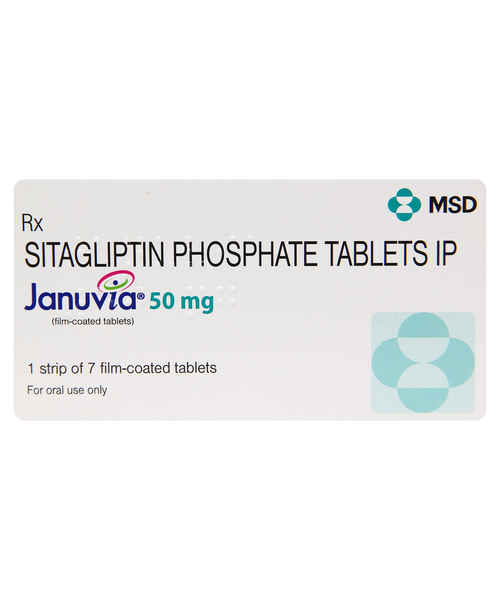 Rx
MSD
SITAGLIPTIN PHOSPHATE TABLETS IP
Januvia® 50 mg
(film-coated tablets)
1 strip of 7 film-coated tablets
For oral use only